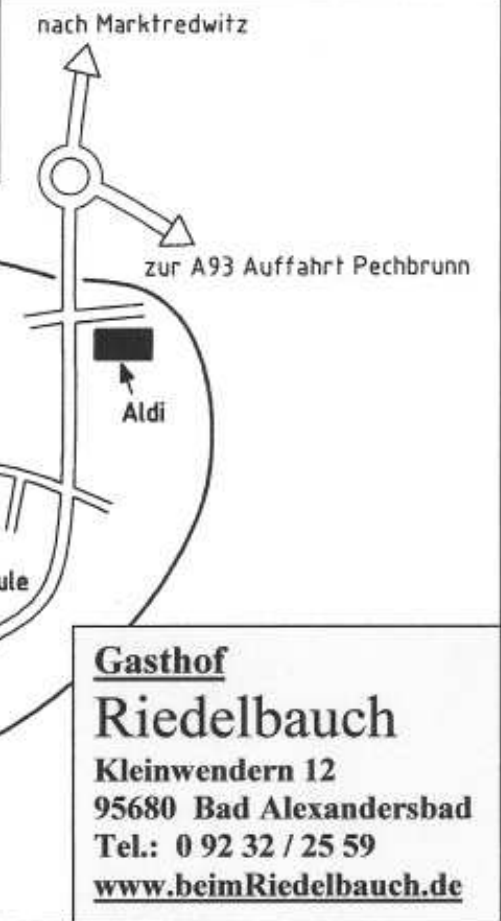 nach Marktredwitz
zur A93 Auffahrt Pechbrunn
Aldi
ule
Gasthof
Riedelbauch
Kleinwendern 12
95680 Bad Alexandersbad
Tel.: 0 92 32 / 25 59
www.beimRiedelbauch.de